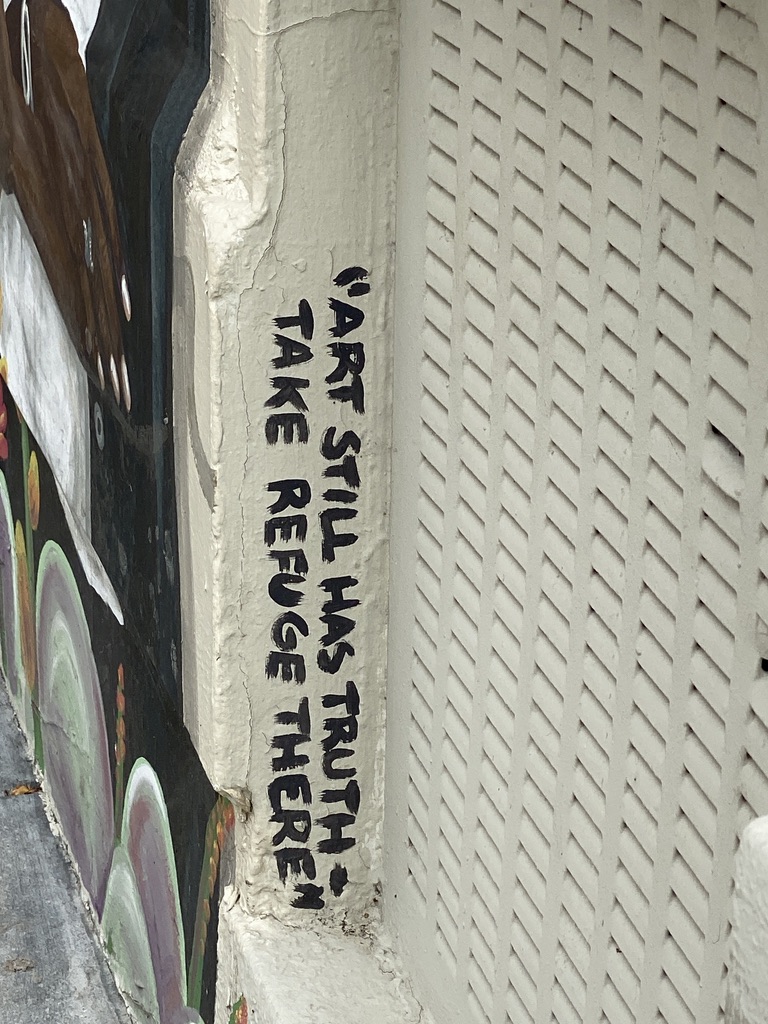 "ART STILL HAS TRUTH-
TAKE REFUGE THERE"